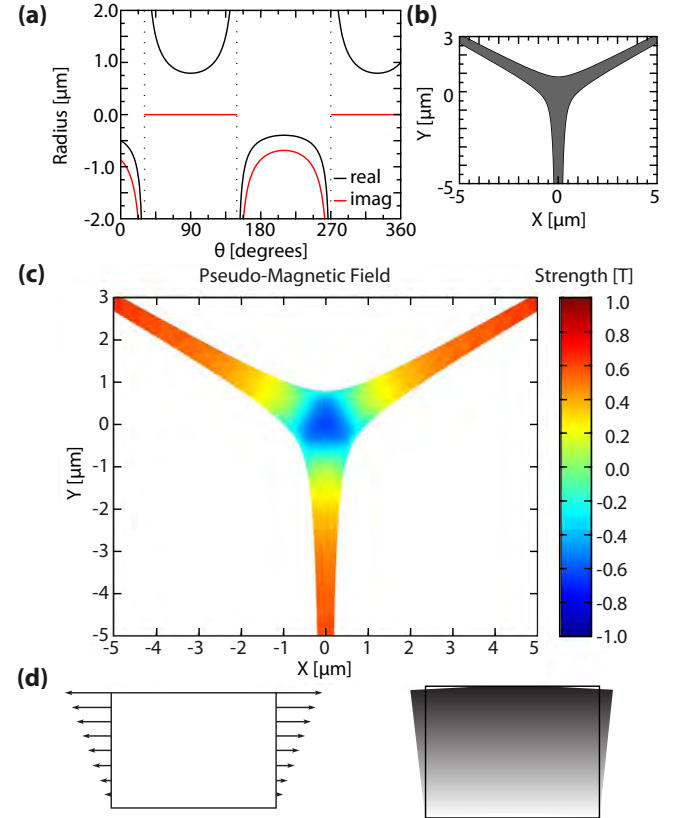 (a)
2.0
1.0
0.0
-1.0
-2.0
Radius [µm]
0 90 180 270 360
θ [degrees]
real
imag
(b)
3
0
-5
Y [µm]
-5 0 5
X [µm]
(c)
Pseudo-Magnetic Field
Strength [T]
3
2
1
0
-1
-2
-3
-4
-5
Y [µm]
-5 -4 -3 -2 -1 0 1 2 3 4 5
X [µm]
1.0
0.8
0.6
0.4
0.2
0.0
-0.2
-0.4
-0.6
-0.8
-1.0
(d)